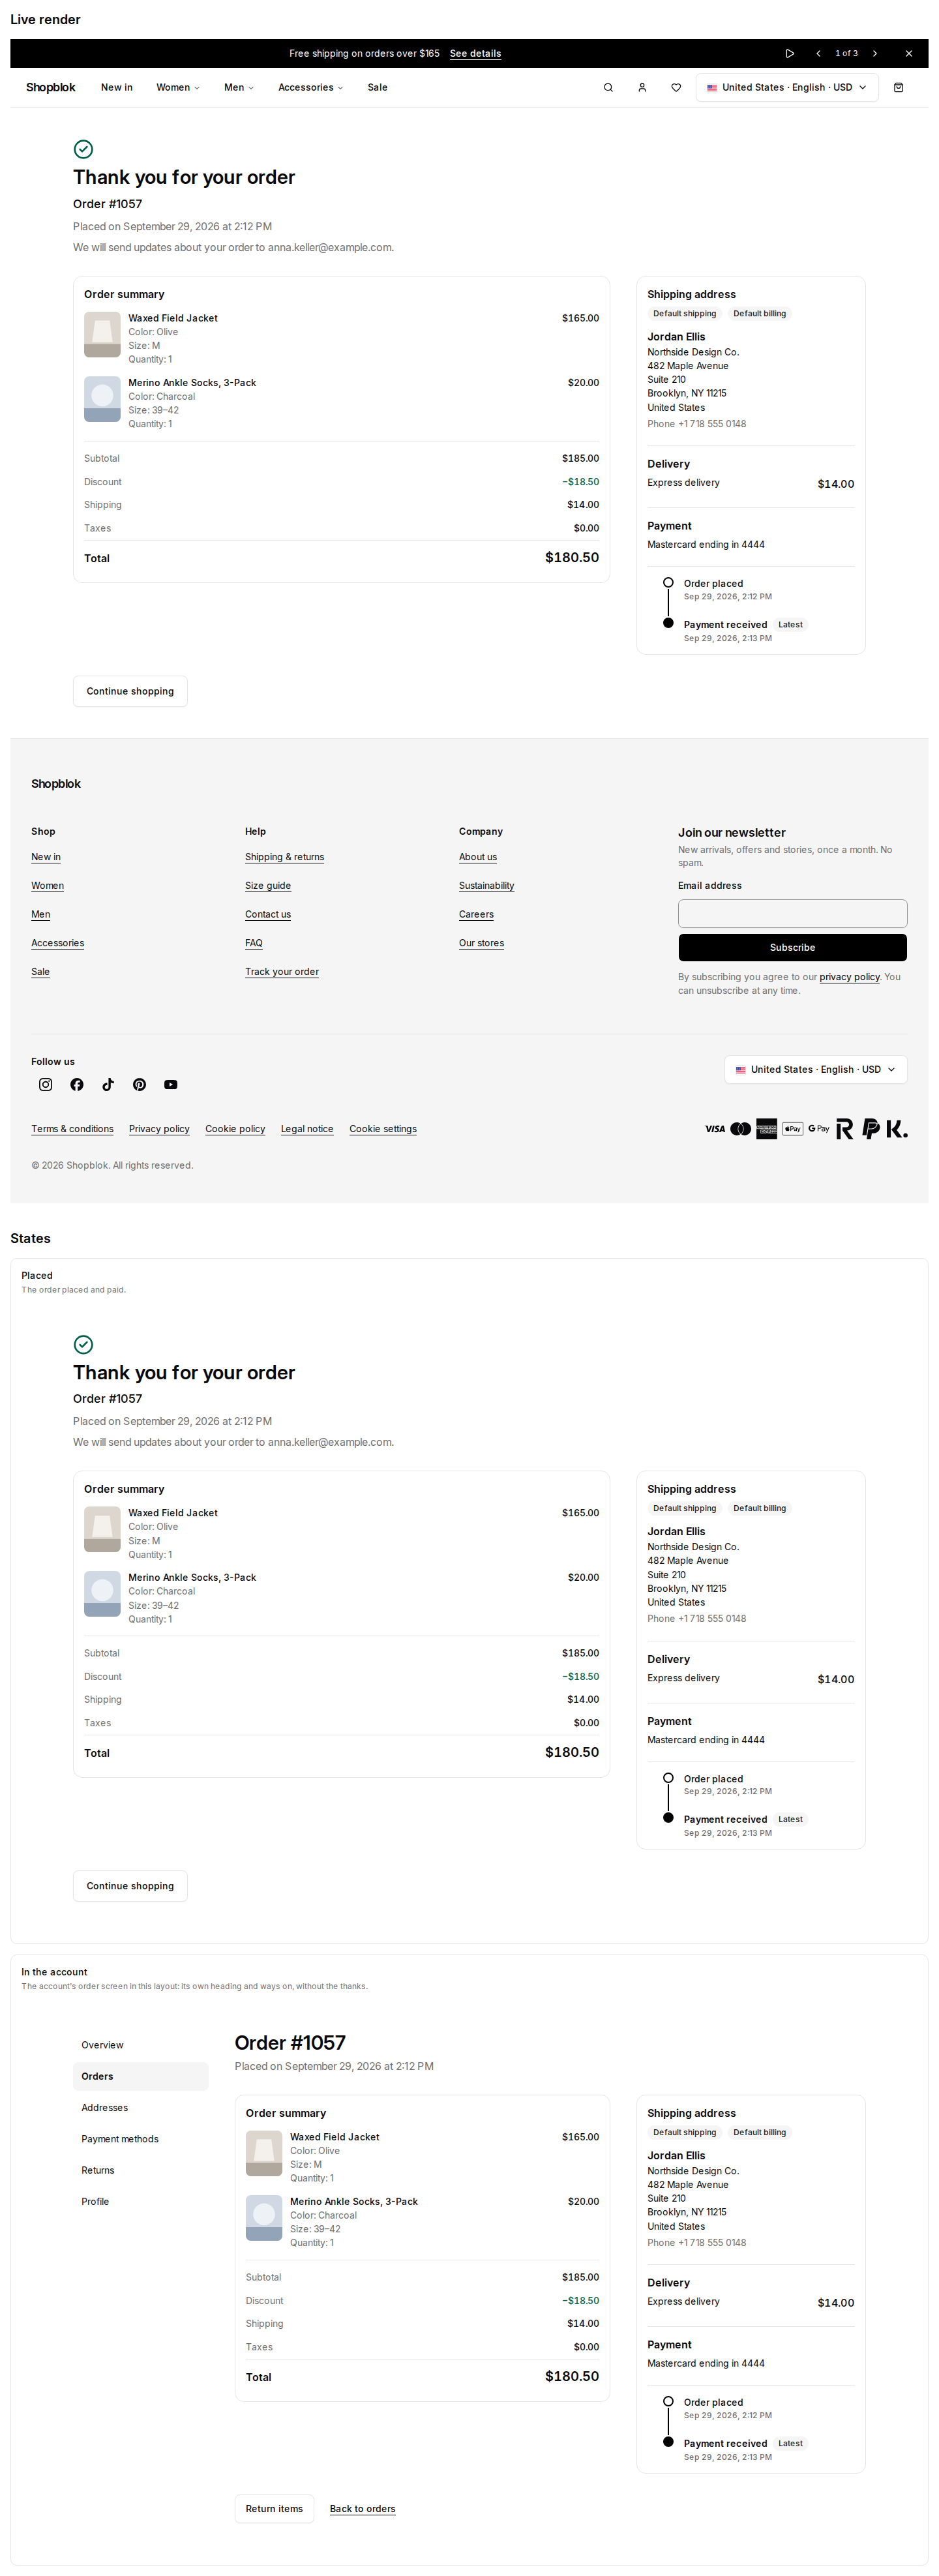 Live render
Free shipping on orders over $165 See details
1 of 3
Shopblok New in Women Men Accessories Sale
United States · English · USD
Thank you for your order
Order #1057
Placed on September 29, 2026 at 2:12 PM
We will send updates about your order to anna.keller@example.com.
Order summary
Waxed Field Jacket $165.00
Color: Olive
Size: M
Quantity: 1
Merino Ankle Socks, 3-Pack $20.00
Color: Charcoal
Size: 39–42
Quantity: 1
Subtotal $185.00
Discount −$18.50
Shipping $14.00
Taxes $0.00
Total $180.50
Shipping address
Default shipping Default billing
Jordan Ellis
Northside Design Co.
482 Maple Avenue
Suite 210
Brooklyn, NY 11215
United States
Phone +1 718 555 0148
Delivery
Express delivery $14.00
Payment
Mastercard ending in 4444
Order placed
Sep 29, 2026, 2:12 PM
Payment received Latest
Sep 29, 2026, 2:13 PM
Continue shopping
Shopblok
Shop
New in
Women
Men
Accessories
Sale
Help
Shipping & returns
Size guide
Contact us
FAQ
Track your order
Company
About us
Sustainability
Careers
Our stores
Join our newsletter
New arrivals, offers and stories, once a month. No
spam.
Email address
Subscribe
By subscribing you agree to our privacy policy. You
can unsubscribe at any time.
Follow us
United States · English · USD
Terms & conditions Privacy policy Cookie policy Legal notice Cookie settings
VISA Pay G Pay K.
© 2026 Shopblok. All rights reserved.
States
Placed
The order placed and paid.
Thank you for your order
Order #1057
Placed on September 29, 2026 at 2:12 PM
We will send updates about your order to anna.keller@example.com.
Order summary
Waxed Field Jacket $165.00
Color: Olive
Size: M
Quantity: 1
Merino Ankle Socks, 3-Pack $20.00
Color: Charcoal
Size: 39–42
Quantity: 1
Subtotal $185.00
Discount −$18.50
Shipping $14.00
Taxes $0.00
Total $180.50
Shipping address
Default shipping Default billing
Jordan Ellis
Northside Design Co.
482 Maple Avenue
Suite 210
Brooklyn, NY 11215
United States
Phone +1 718 555 0148
Delivery
Express delivery $14.00
Payment
Mastercard ending in 4444
Order placed
Sep 29, 2026, 2:12 PM
Payment received Latest
Sep 29, 2026, 2:13 PM
Continue shopping
In the account
The account's order screen in this layout: its own heading and ways on, without the thanks.
Overview
Orders
Addresses
Payment methods
Returns
Profile
Order #1057
Placed on September 29, 2026 at 2:12 PM
Order summary
Waxed Field Jacket $165.00
Color: Olive
Size: M
Quantity: 1
Merino Ankle Socks, 3-Pack $20.00
Color: Charcoal
Size: 39–42
Quantity: 1
Subtotal $185.00
Discount −$18.50
Shipping $14.00
Taxes $0.00
Total $180.50
Shipping address
Default shipping Default billing
Jordan Ellis
Northside Design Co.
482 Maple Avenue
Suite 210
Brooklyn, NY 11215
United States
Phone +1 718 555 0148
Delivery
Express delivery $14.00
Payment
Mastercard ending in 4444
Order placed
Sep 29, 2026, 2:12 PM
Payment received Latest
Sep 29, 2026, 2:13 PM
Return items Back to orders